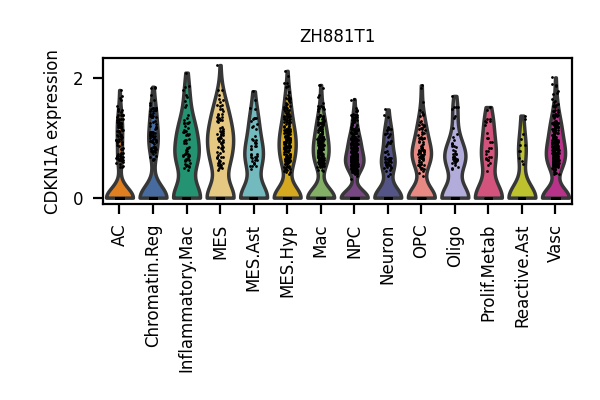 ZH881T1
CDKN1A expression
2
0
AC
Chromatin.Reg
Inflammatory.Mac
MES
MES.Ast
MES.Hyp
Mac
NPC
Neuron
OPC
Oligo
Prolif.Metab
Reactive.Ast
Vasc